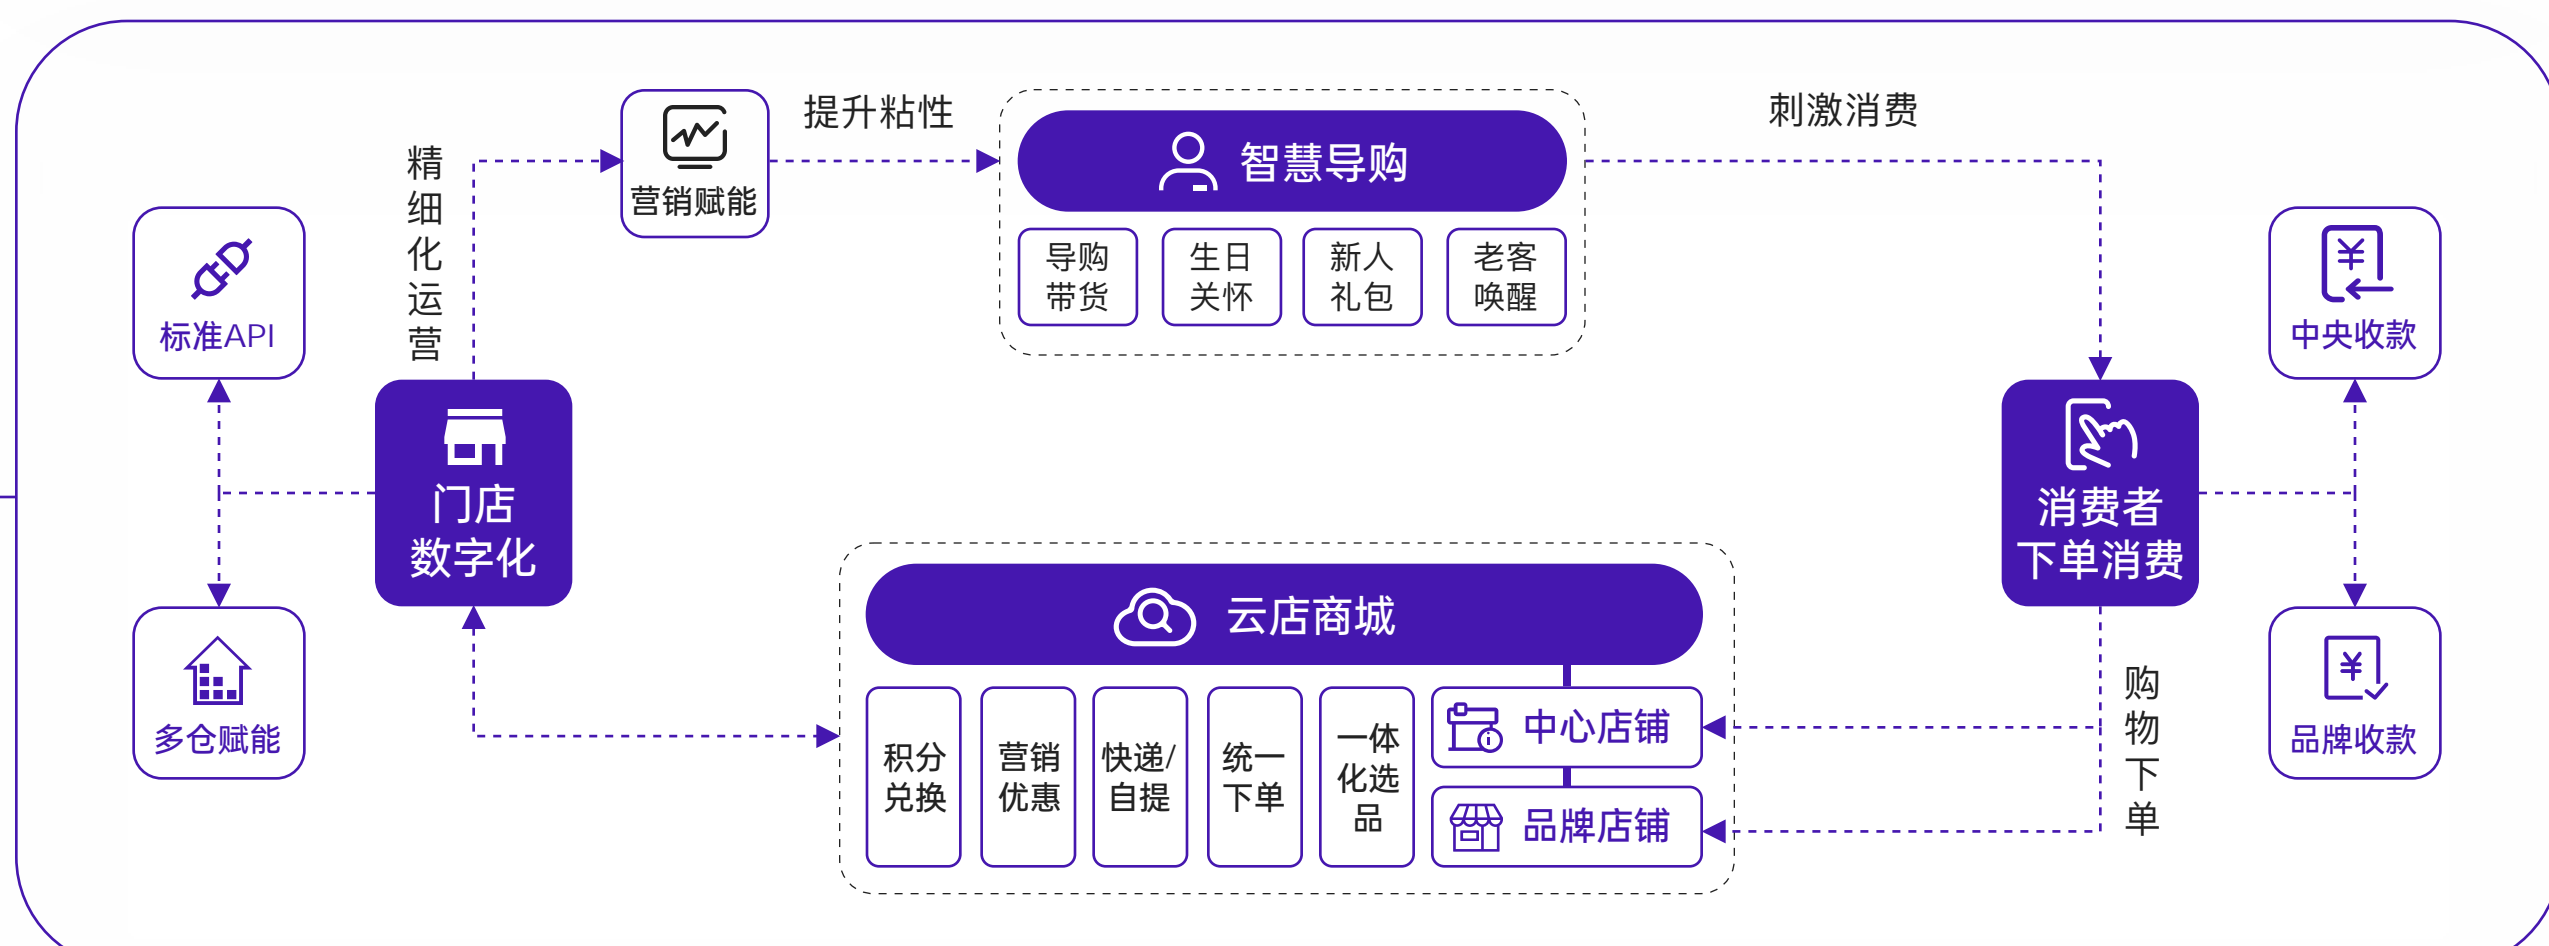 提升粘性
刺激消费
精
细
化
运
营
营销赋能
智慧导购
导购
带货
生日
关怀
新人
礼包
老客
唤醒
标准API
中央收款
门店
数字化
消费者
下单消费
多仓赋能
云店商城
积分
兑换
营销
优惠
快递/
自提
统一
下单
一体
化选
品
中心店铺
品牌店铺
购
物
下
单
品牌收款